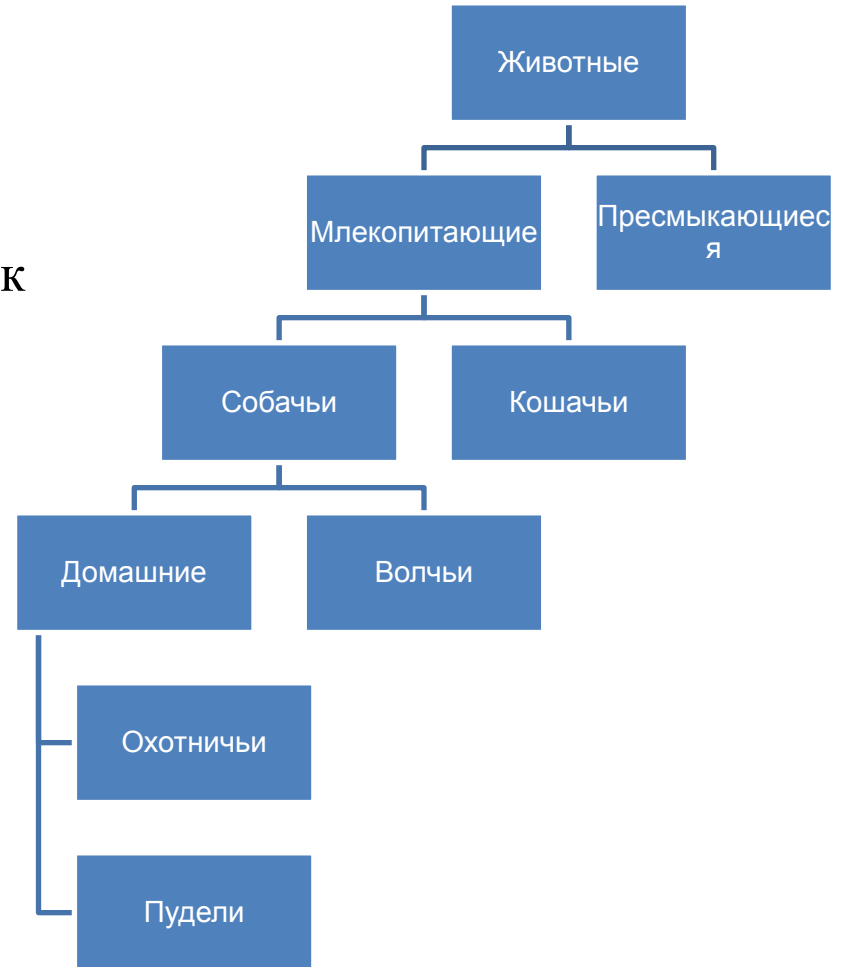 Животные
Млекопитающие
Пресмыкающиес
я
к
Собачьи
Кошачьи
Домашние
Волчьи
Охотничьи
Пудели